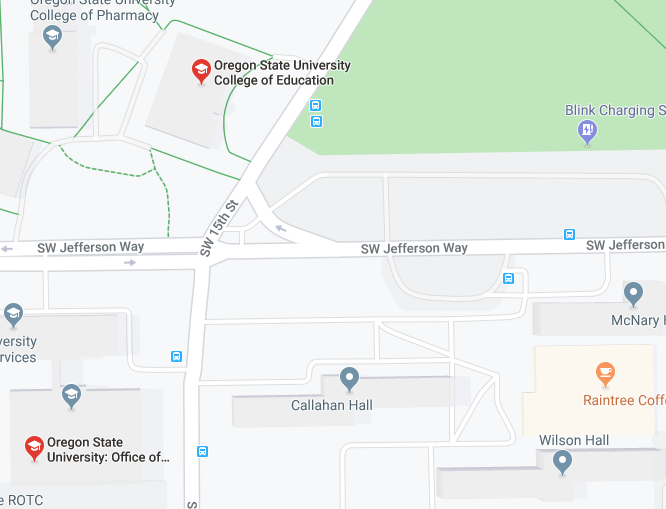 Oregon State University
College of Pharmacy
Oregon State University
College of Education
Blink Charging S
SW 15th St
SW Jefferson Way
SW Jefferson Way
SW Jefferson
McNary H
versity
ervices
Raintree Coff
Callahan Hall
Wilson Hall
Oregon State
University: Office of...
e ROTC
S